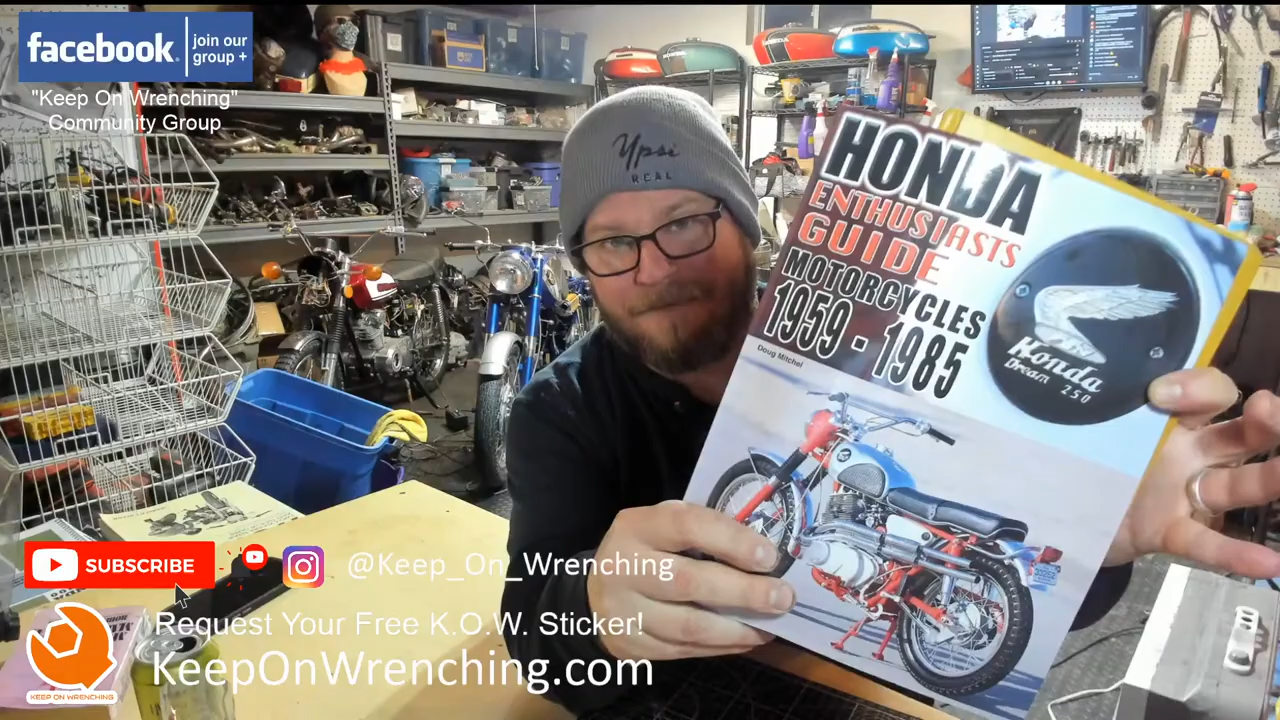 facebook.
join our
group +
"Keep On Wrenching"
Community Group
Ypsi
REAL
HONDA
ENTHUSIASTS
GUIDE
MOTORCYCLES
1959 - 1985
Doug Mitchel
Honda
Dream 250
SUBSCRIBE
@Keep_On_Wrenching
Request Your Free K.O.W. Sticker!
KeepOnWrenching.com
KEEP ON WRENCHING